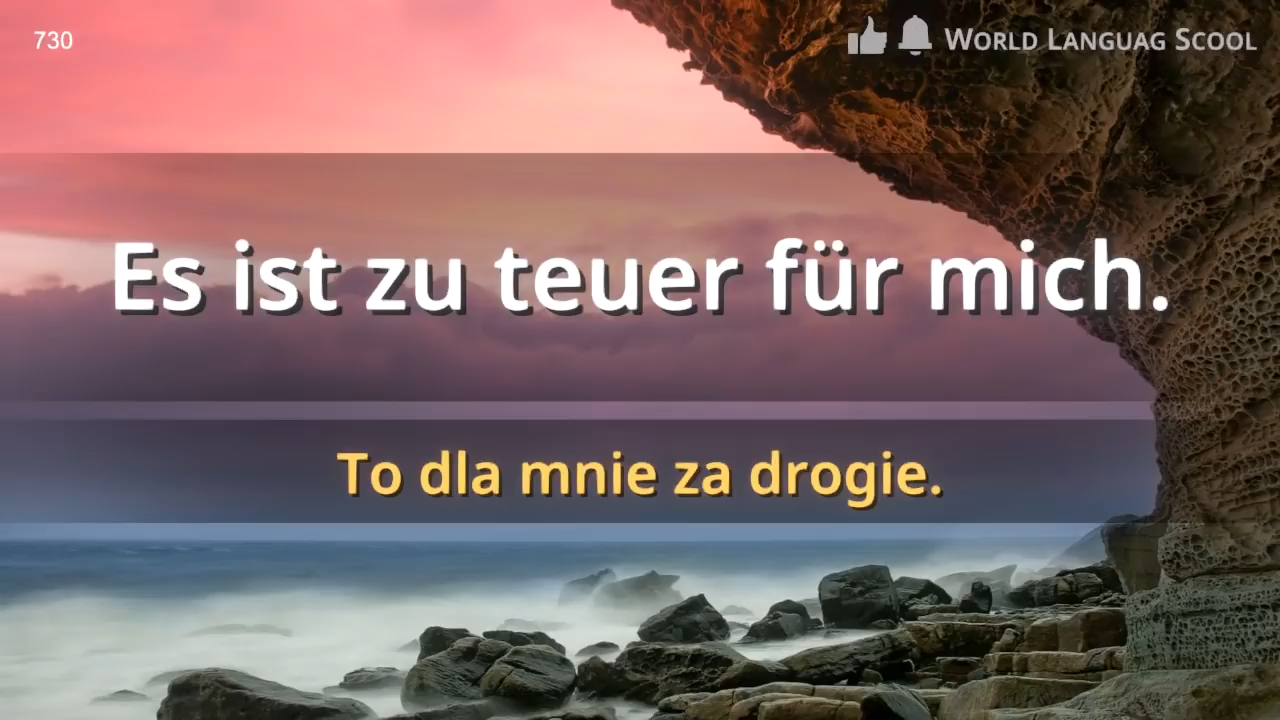 730
World Languag Scool
Es ist zu teuer für mich.
To dla mnie za drogie.